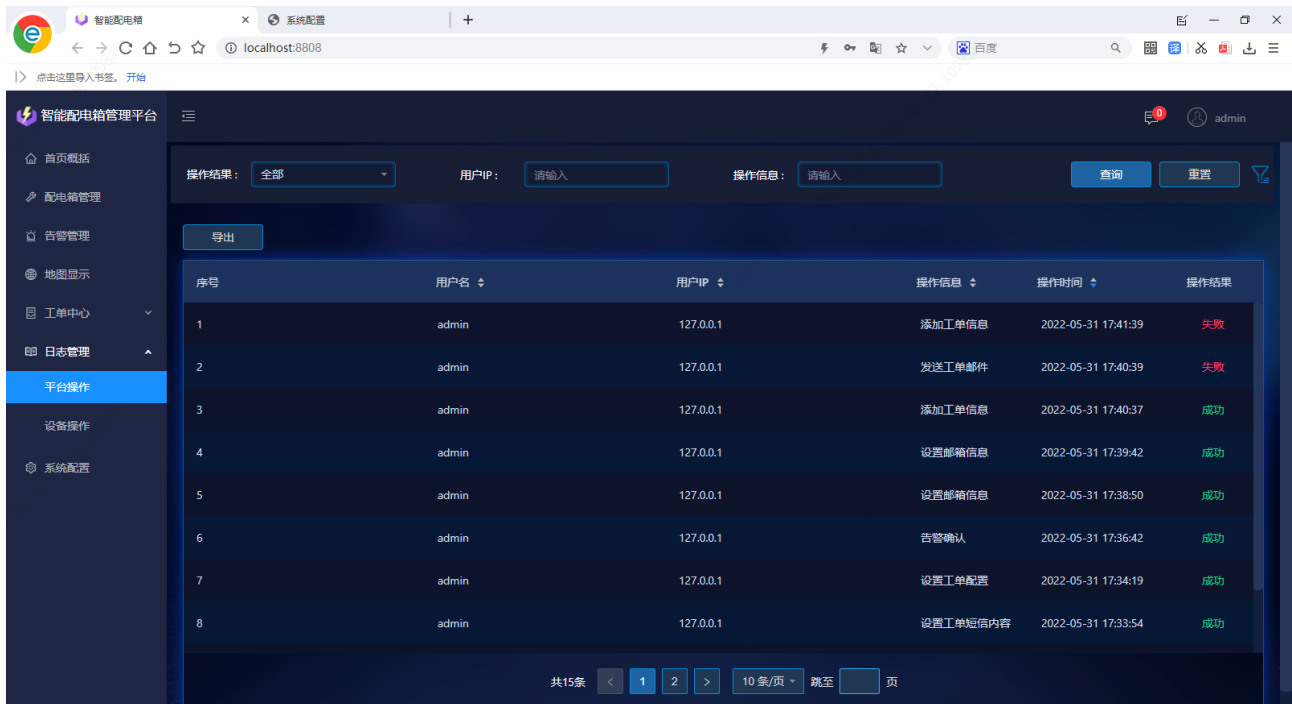 智能配电箱 系统配置
localhost:8808 百度
点击这里导入书签。 开始
智能配电箱管理平台 0 admin
首页概括
配电箱管理
告警管理
地图显示
工单中心
日志管理
平台操作
设备操作
系统配置
操作结果: 全部 用户IP: 请输入 操作信息: 请输入 查询 重置
导出
序号 用户名 用户IP 操作信息 操作时间 操作结果
1 admin 127.0.0.1 添加工单信息 2022-05-31 17:41:39 失败
2 admin 127.0.0.1 发送工单邮件 2022-05-31 17:40:39 失败
3 admin 127.0.0.1 添加工单信息 2022-05-31 17:40:37 成功
4 admin 127.0.0.1 设置邮箱信息 2022-05-31 17:39:42 成功
5 admin 127.0.0.1 设置邮箱信息 2022-05-31 17:38:50 成功
6 admin 127.0.0.1 告警确认 2022-05-31 17:36:42 成功
7 admin 127.0.0.1 设置工单配置 2022-05-31 17:34:19 成功
8 admin 127.0.0.1 设置工单短信内容 2022-05-31 17:33:54 成功
共15条 < 1 2 > 10 条/页 跳至 页